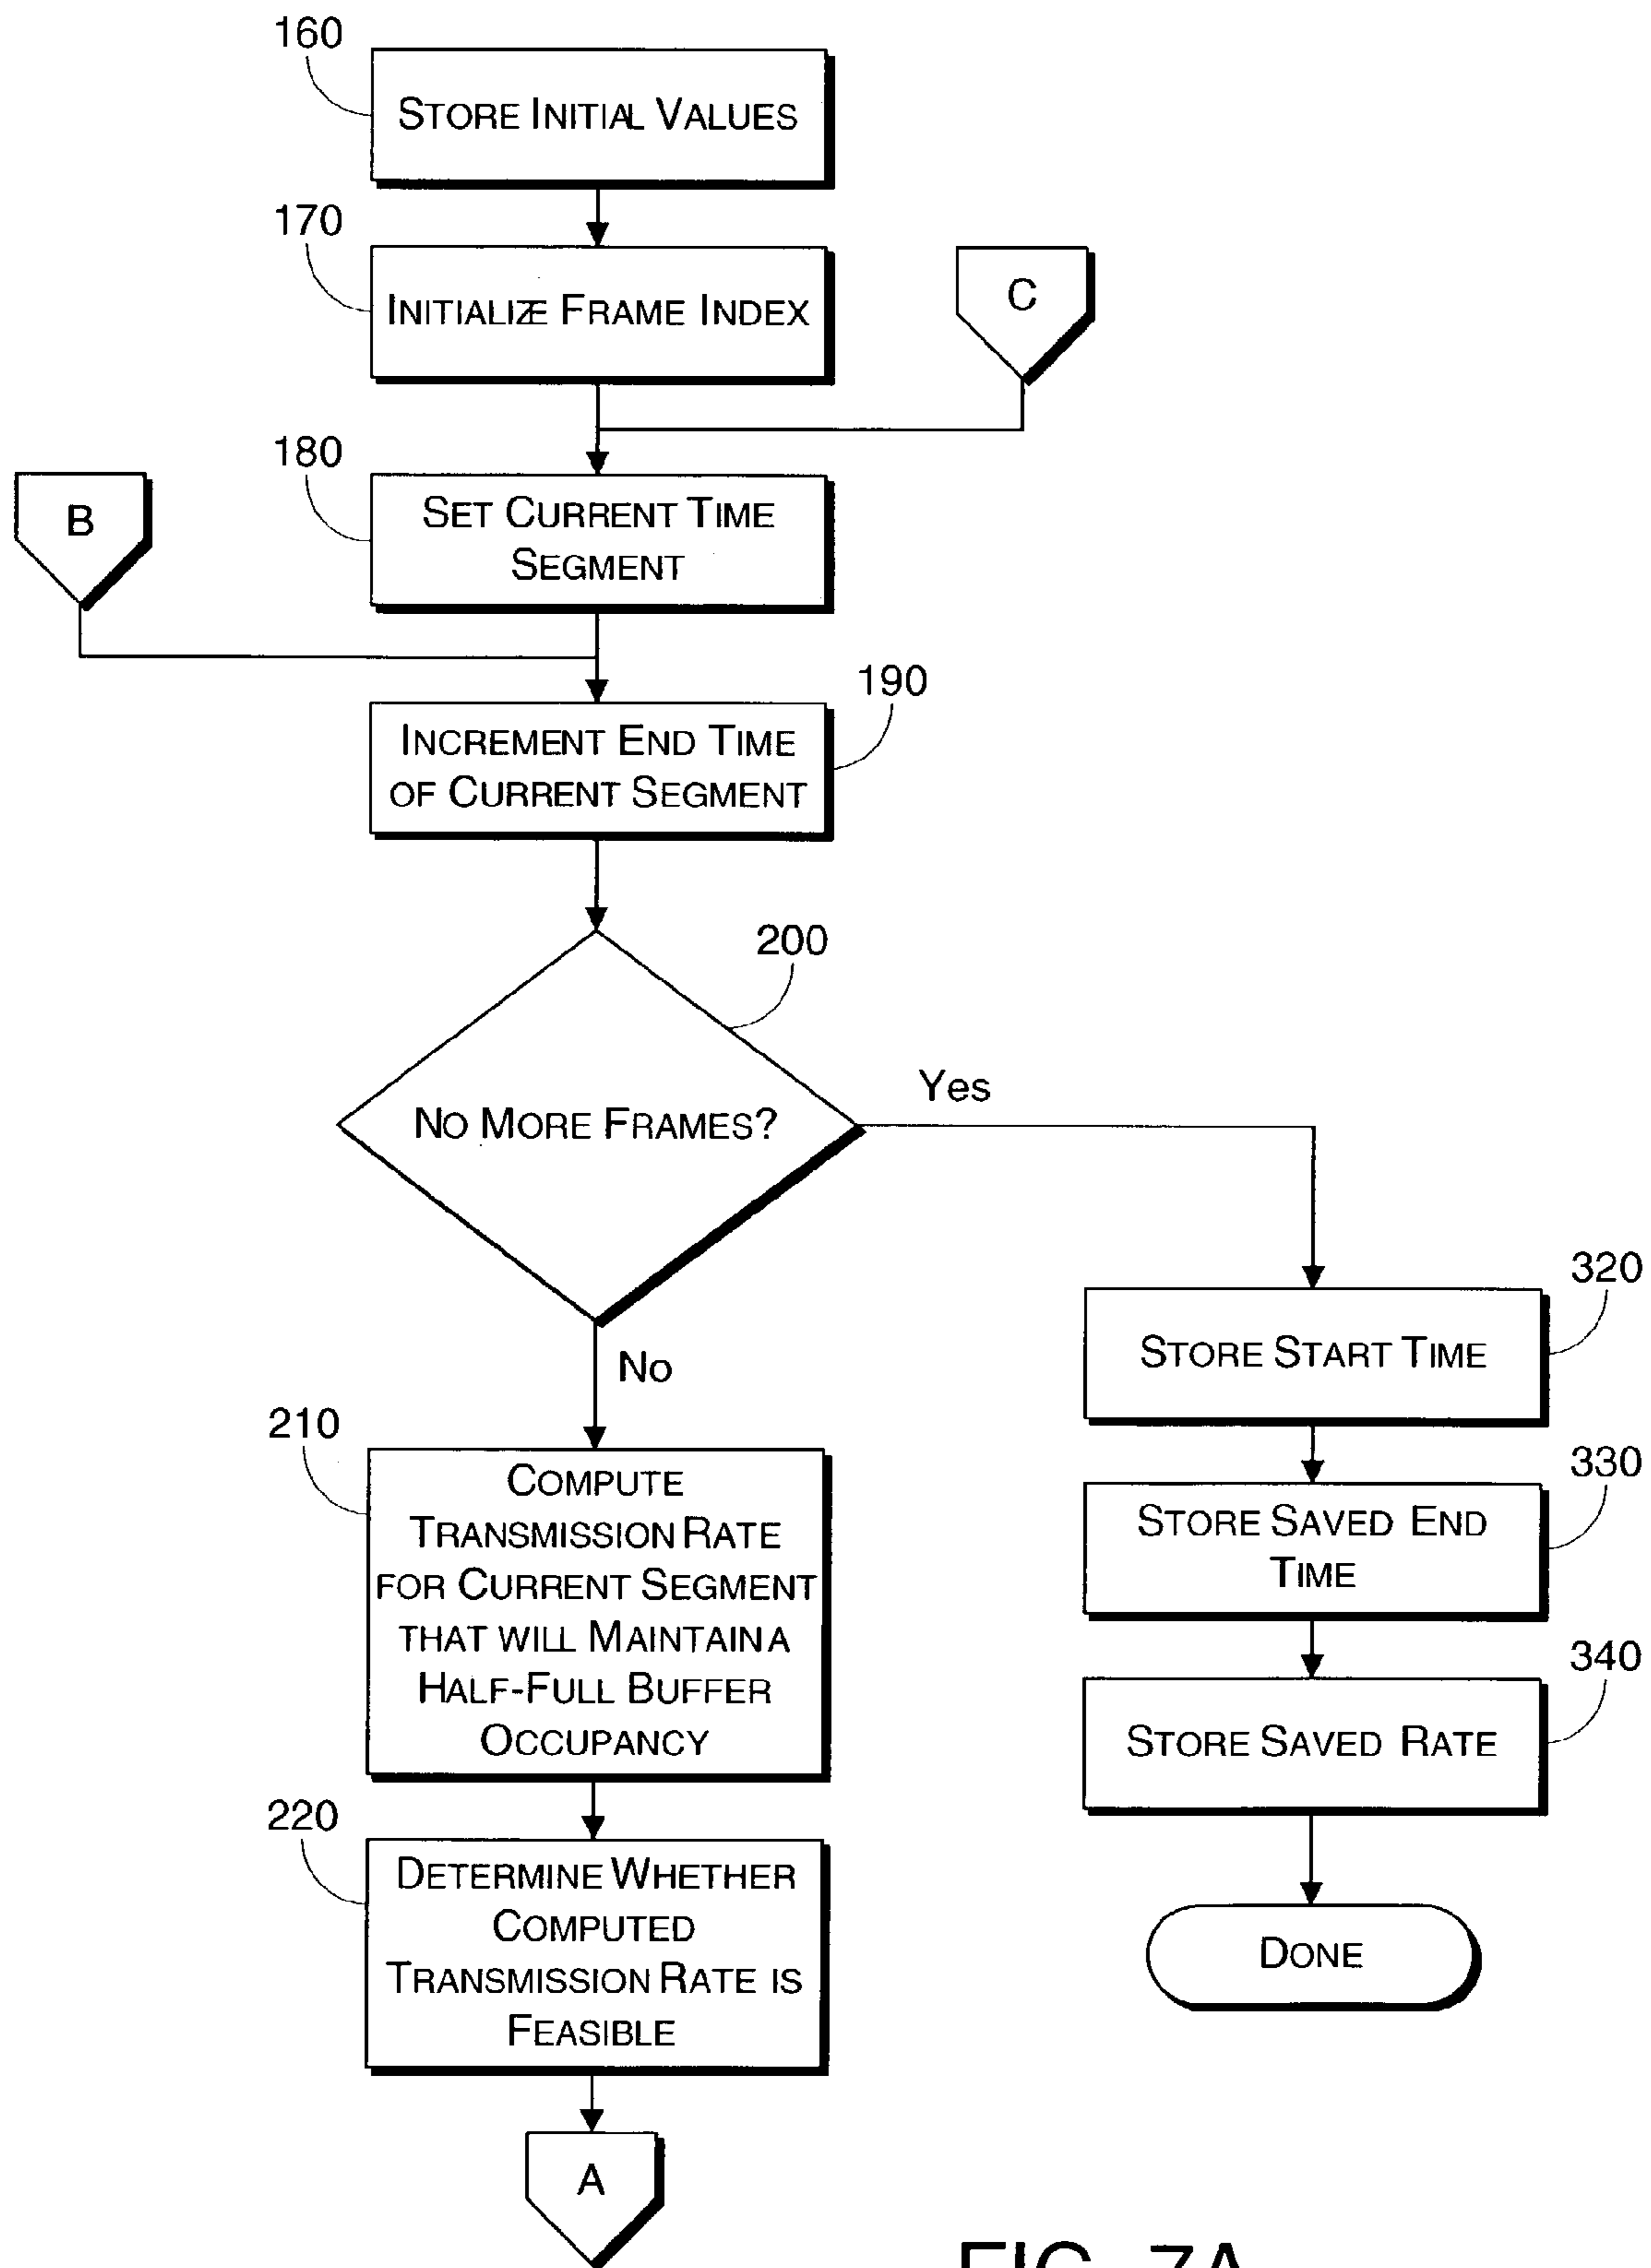 160
STORE INITIAL VALUES
170
INITIALIZE FRAME INDEX
C
180
SET CURRENT TIME
SEGMENT
B
190
INCREMENT END TIME
OF CURRENT SEGMENT
200
NO MORE FRAMES?
Yes
No
210
COMPUTE
TRANSMISSION RATE
FOR CURRENT SEGMENT
THAT WILL MAINTAIN A
HALF-FULL BUFFER
OCCUPANCY
220
DETERMINE WHETHER
COMPUTED
TRANSMISSION RATE IS
FEASIBLE
A
320
STORE START TIME
330
STORE SAVED END
TIME
340
STORE SAVED RATE
DONE
FIG. 7A